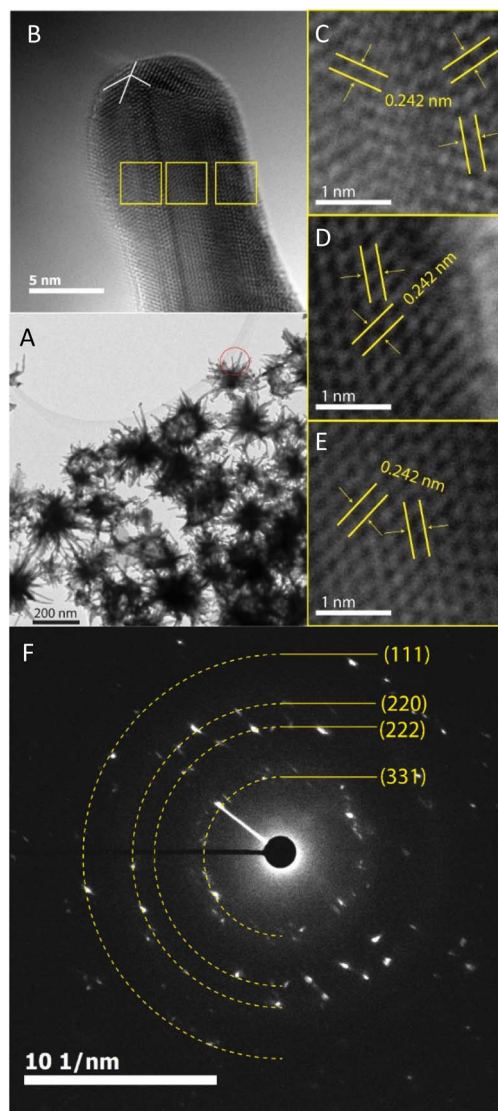 B
5 nm
A
200 nm
C
0.242 nm
1 nm
D
0.242 nm
1 nm
E
0.242 nm
1 nm
F
(111)
(220)
(222)
(331)
10 1/nm